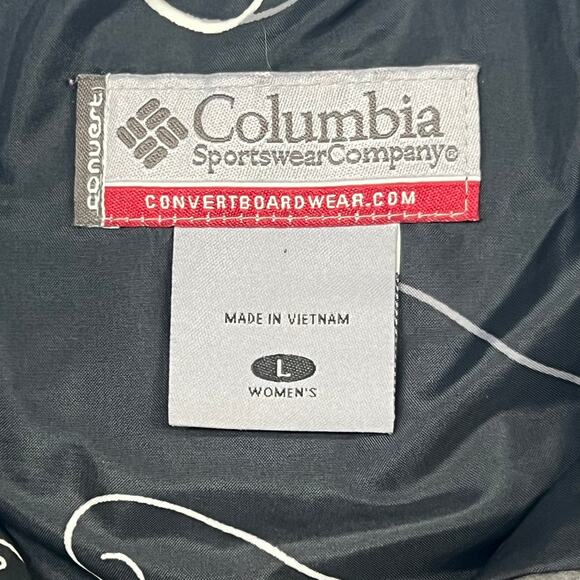 convert
Columbia
SportswearCompany®
CONVERTBOARDWEAR.COM
MADE IN VIETNAM
L
WOMEN'S